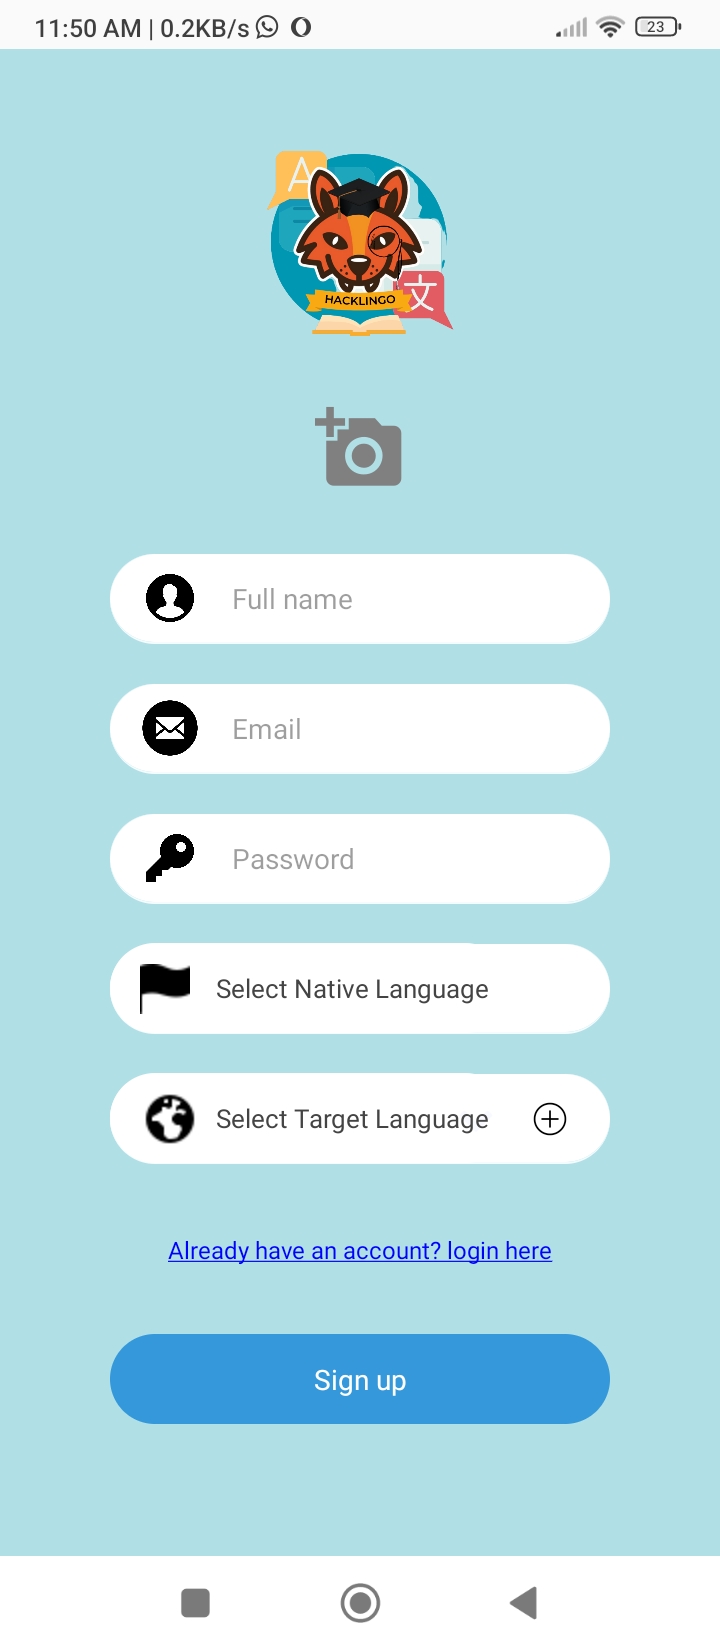 11:50 AM | 0.2KB/s
23
A
文
HACKLINGO
Full name
Email
Password
Select Native Language
Select Target Language
Already have an account? login here
Sign up